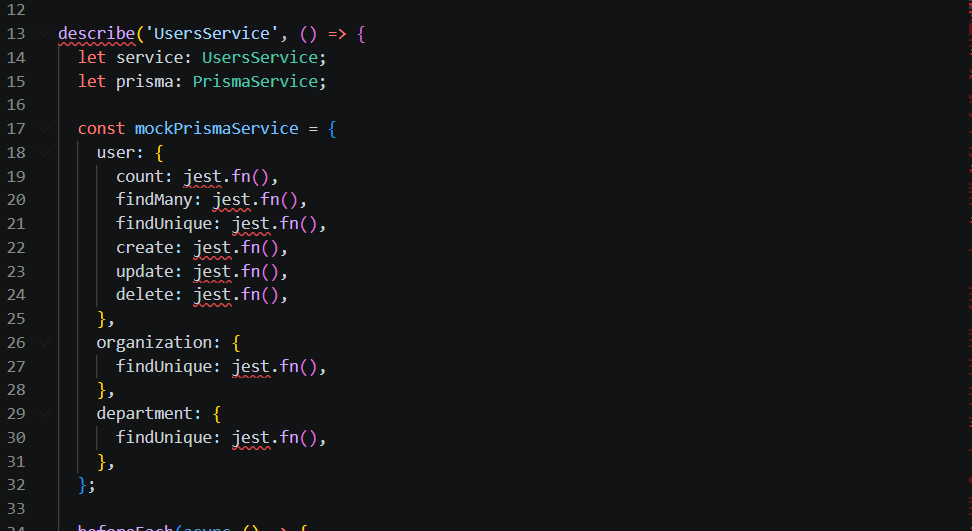 12
13 describe('UsersService', () => {
14 let service: UsersService;
15 let prisma: PrismaService;
16
17 const mockPrismaService = {
18 user: {
19 count: jest.fn(),
20 findMany: jest.fn(),
21 findUnique: jest.fn(),
22 create: jest.fn(),
23 update: jest.fn(),
24 delete: jest.fn(),
25 },
26 organization: {
27 findUnique: jest.fn(),
28 },
29 department: {
30 findUnique: jest.fn(),
31 },
32 };
33
34 beforeEach(async () => {